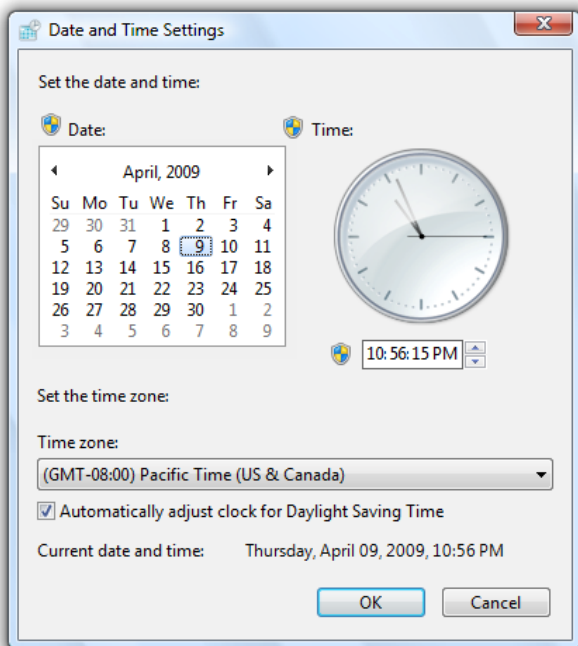 Date and Time Settings
Set the date and time:
Date:
April, 2009
Su Mo Tu We Th Fr Sa
29 30 31 1 2 3 4
5 6 7 8 9 10 11
12 13 14 15 16 17 18
19 20 21 22 23 24 25
26 27 28 29 30 1 2
3 4 5 6 7 8 9
Time:
10:56:15 PM
Set the time zone:
Time zone:
(GMT-08:00) Pacific Time (US & Canada)
Automatically adjust clock for Daylight Saving Time
Current date and time: Thursday, April 09, 2009, 10:56 PM
OK Cancel